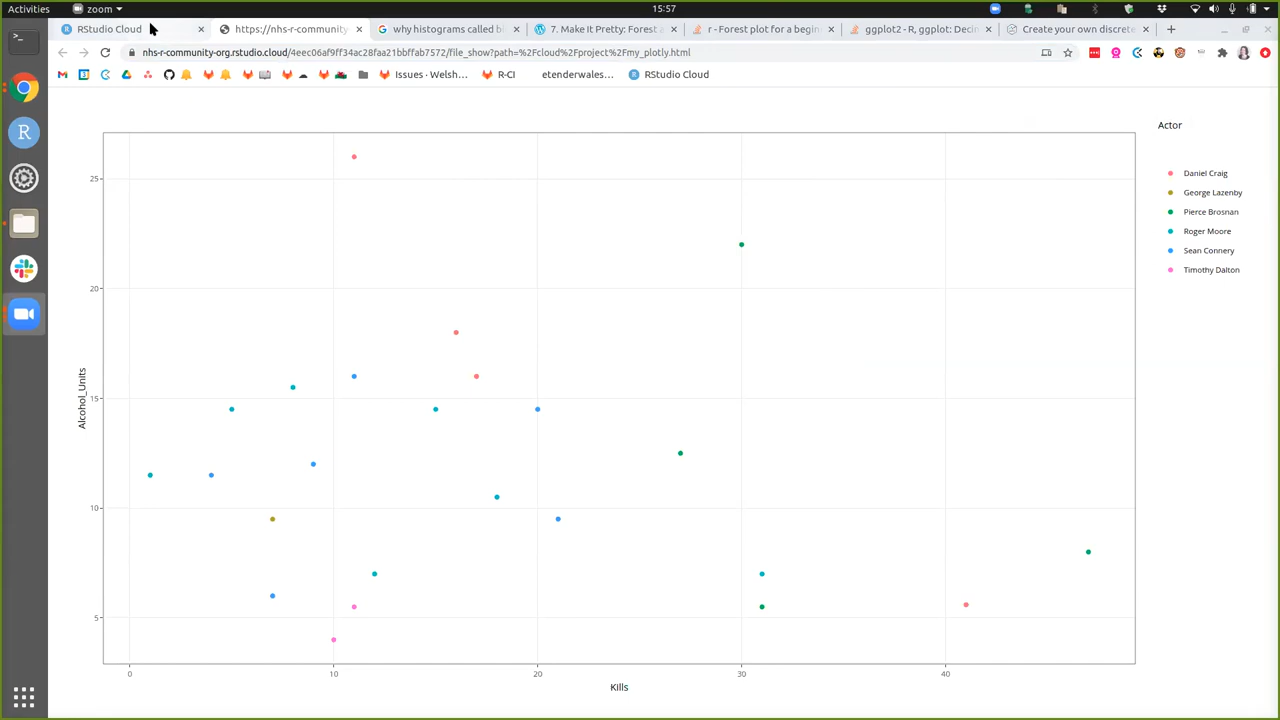 Activities
zoom
15:57
RStudio Cloud
https://nhs-r-community
why histograms called bl
7. Make It Pretty: Forest a
r - Forest plot for a begin
ggplot2 - R, ggplot: Decin
Create your own discrete
nhs-r-community-org.rstudio.cloud/4eec06af9ff34ac28faa21bbffab7572/file_show?path=%2Fcloud%2Fproject%2Fmy_plotly.html
Issues · Welsh...
R-CI
etenderwales...
RStudio Cloud
Actor
Daniel Craig
George Lazenby
Pierce Brosnan
Roger Moore
Sean Connery
Timothy Dalton
25
20
15
10
5
Alcohol_Units
0
10
20
30
40
Kills